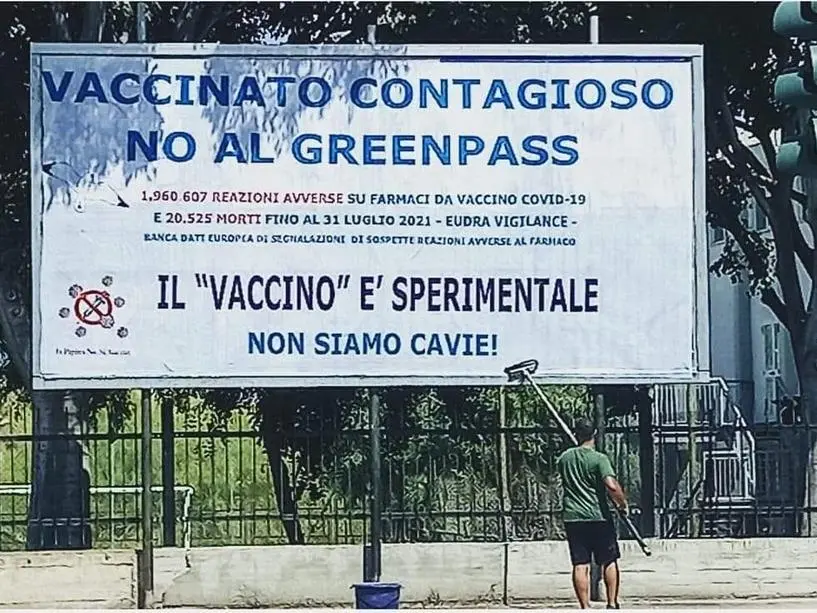 VACCINATO CONTAGIOSO
NO AL GREENPASS
1.960.607 REAZIONI AVVERSE SU FARMACI DA VACCINO COVID-19
E 20.525 MORTI FINO AL 31 LUGLIO 2021 - EUDRA VIGILANCE -
BANCA DATI EUROPEA DI SEGNALAZIONI DI SOSPETTE REAZIONI AVVERSE AL FARMACO
IL "VACCINO" E' SPERIMENTALE
NON SIAMO CAVIE!